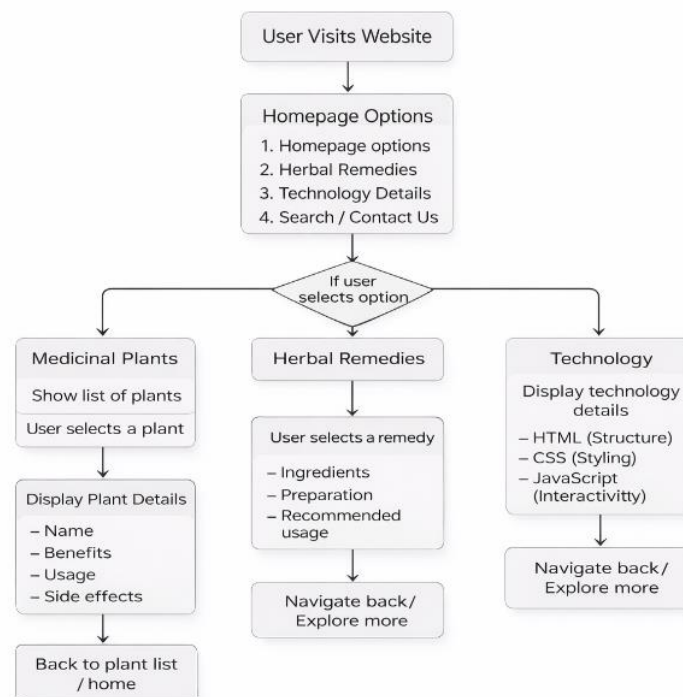 User Visits Website
Homepage Options
1. Homepage options
2. Herbal Remedies
3. Technology Details
4. Search / Contact Us
If user
selects option
Medicinal Plants
Show list of plants
User selects a plant
Display Plant Details
– Name
– Benefits
– Usage
– Side effects
Back to plant list
/ home
Herbal Remedies
User selects a remedy
– Ingredients
– Preparation
– Recommended
usage
Navigate back/
Explore more
Technology
Display technology
details
– HTML (Structure)
– CSS (Styling)
– JavaScript
(Interactivitty)
Navigate back/
Explore more